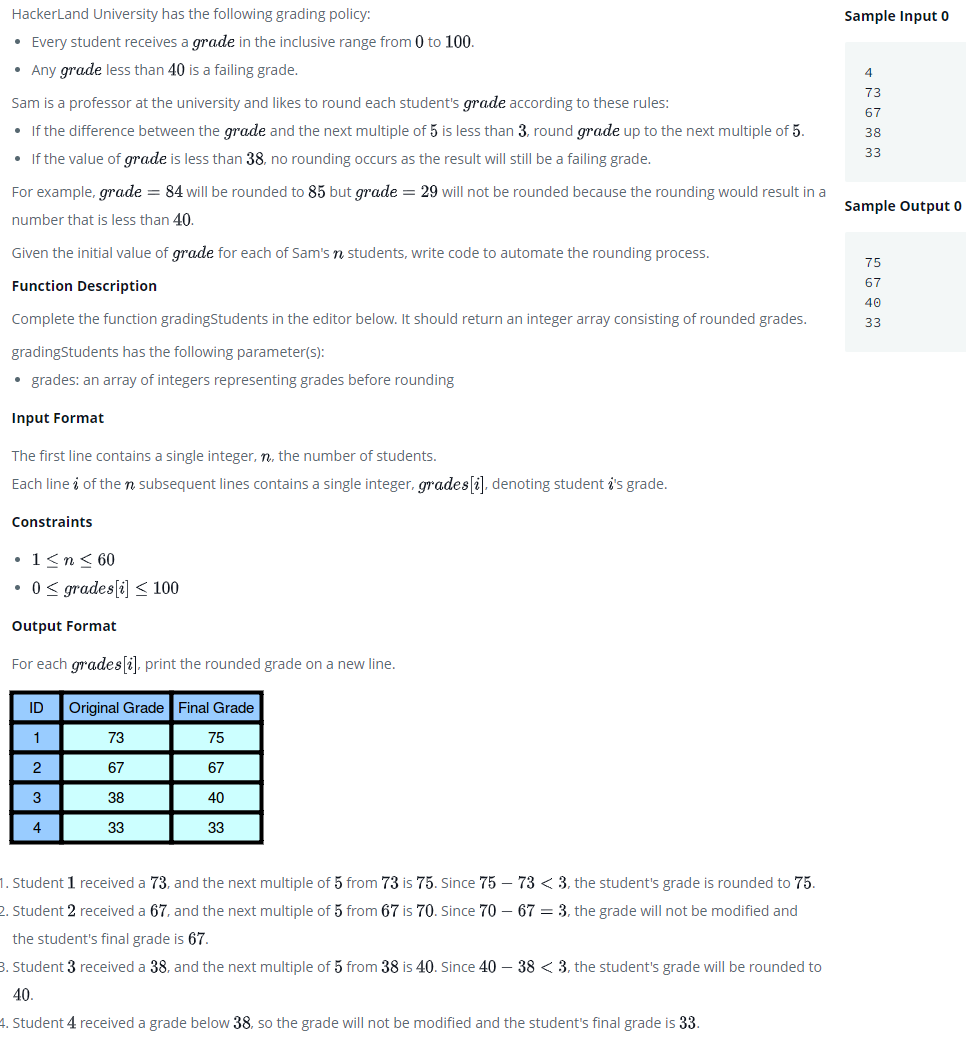 HackerLand University has the following grading policy:
• Every student receives a grade in the inclusive range from 0 to 100.
• Any grade less than 40 is a failing grade.
Sam is a professor at the university and likes to round each student's grade according to these rules:
• If the difference between the grade and the next multiple of 5 is less than 3, round grade up to the next multiple of 5.
• If the value of grade is less than 38, no rounding occurs as the result will still be a failing grade.
For example, grade = 84 will be rounded to 85 but grade = 29 will not be rounded because the rounding would result in a
number that is less than 40.
Given the initial value of grade for each of Sam's n students, write code to automate the rounding process.
Function Description
Complete the function gradingStudents in the editor below. It should return an integer array consisting of rounded grades.
gradingStudents has the following parameter(s):
• grades: an array of integers representing grades before rounding
Input Format
The first line contains a single integer, n, the number of students.
Each line i of the n subsequent lines contains a single integer, grades[i], denoting student i's grade.
Constraints
• 1 ≤ n ≤ 60
• 0 ≤ grades[i] ≤ 100
Output Format
For each grades[i], print the rounded grade on a new line.
ID Original Grade Final Grade
1 73 75
2 67 67
3 38 40
4 33 33
1. Student 1 received a 73, and the next multiple of 5 from 73 is 75. Since 75 − 73 < 3, the student's grade is rounded to 75.
2. Student 2 received a 67, and the next multiple of 5 from 67 is 70. Since 70 − 67 = 3, the grade will not be modified and
the student's final grade is 67.
3. Student 3 received a 38, and the next multiple of 5 from 38 is 40. Since 40 − 38 < 3, the student's grade will be rounded to
40.
4. Student 4 received a grade below 38, so the grade will not be modified and the student's final grade is 33.
Sample Input 0
4
73
67
38
33
Sample Output 0
75
67
40
33